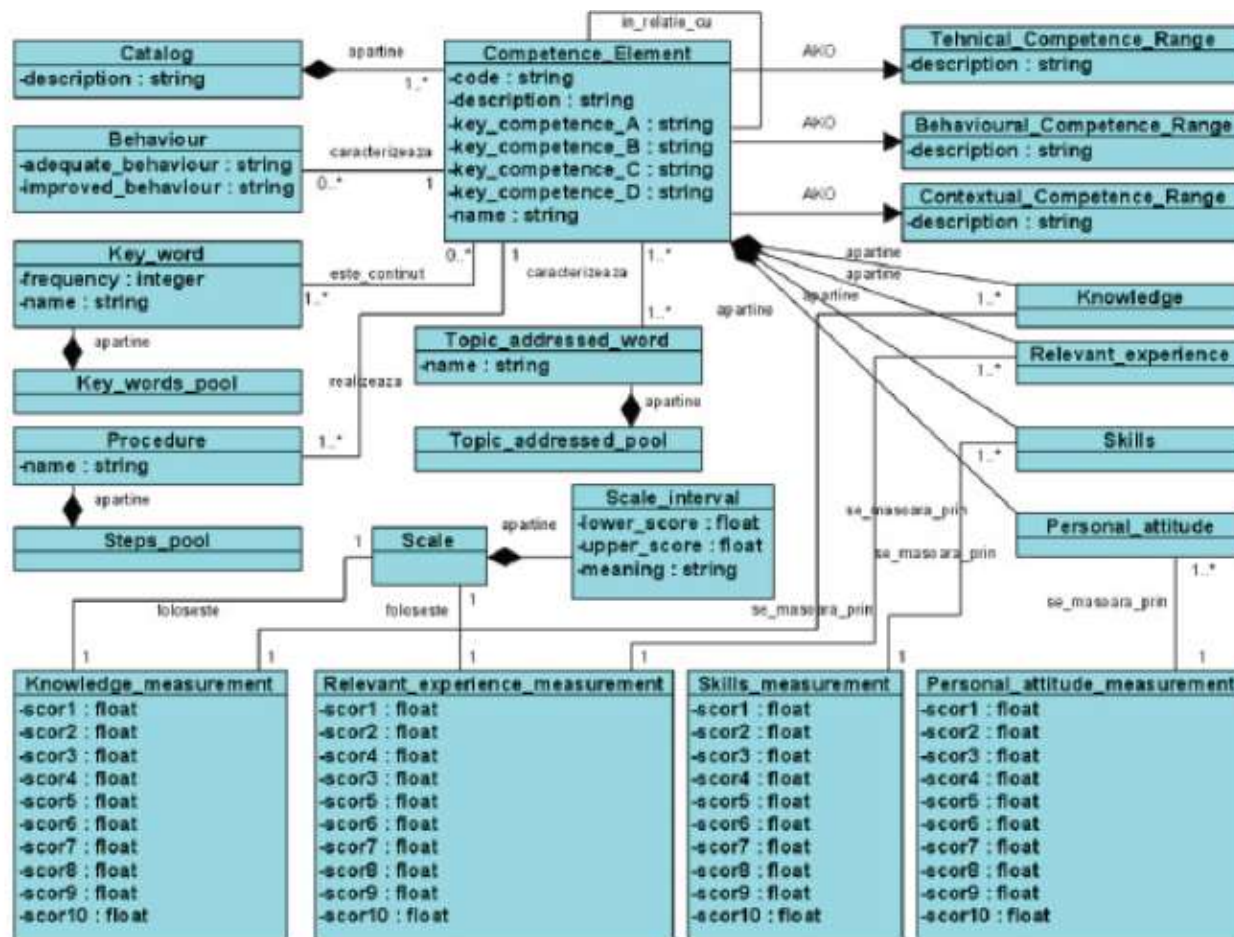 in_relatie_cu
Catalog
-description : string
apartine
1..*
Competence_Element
-code : string
-description : string
-key_competence_A : string
-key_competence_B : string
-key_competence_C : string
-key_competence_D : string
-name : string
AKO
Tehnical_Competence_Range
-description : string
AKO
Behavioural_Competence_Range
-description : string
AKO
Contextual_Competence_Range
-description : string
Behaviour
-adequate_behaviour : string
-improved_behaviour : string
caracterizeaza
0..*
1
Key_word
-frequency : integer
-name : string
este_continut
1..*
0..*
1
caracterizeaza
1..*
1..*
apartine
apartine
apartine
apartine
1..*
Knowledge
Relevant_experience
1..*
Skills
1..*
Personal_attitude
1..*
apartine
Key_words_pool
realizeaza
Topic_addressed_word
-name : string
apartine
Topic_addressed_pool
Procedure
-name : string
1..*
apartine
Steps_pool
1
Scale
apartine
Scale_interval
-lower_score : float
-upper_score : float
-meaning : string
1
foloseste
foloseste
se_masoara_prin
se_masoara_prin
se_masoara_prin
se_masoara_prin
1
1
1
1
1
1
Knowledge_measurement
-scor1 : float
-scor2 : float
-scor3 : float
-scor4 : float
-scor5 : float
-scor6 : float
-scor7 : float
-scor8 : float
-scor9 : float
-scor10 : float
Relevant_experience_measurement
-scor1 : float
-scor2 : float
-scor4 : float
-scor3 : float
-scor5 : float
-scor6 : float
-scor7 : float
-scor8 : float
-scor9 : float
-scor10 : float
Skills_measurement
-scor1 : float
-scor2 : float
-scor3 : float
-scor4 : float
-scor5 : float
-scor6 : float
-scor7 : float
-scor8 : float
-scor9 : float
-scor10 : float
Personal_attitude_measurement
-scor1 : float
-scor2 : float
-scor3 : float
-scor4 : float
-scor5 : float
-scor6 : float
-scor7 : float
-scor8 : float
-scor9 : float
-scor10 : float